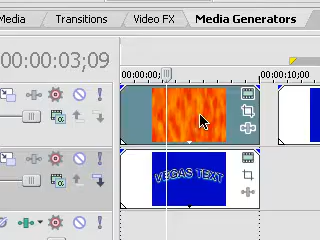 Media Transitions Video FX Media Generators
00:00:03;09
00:00:00; 00:00:10;00
VEGAS TEXT